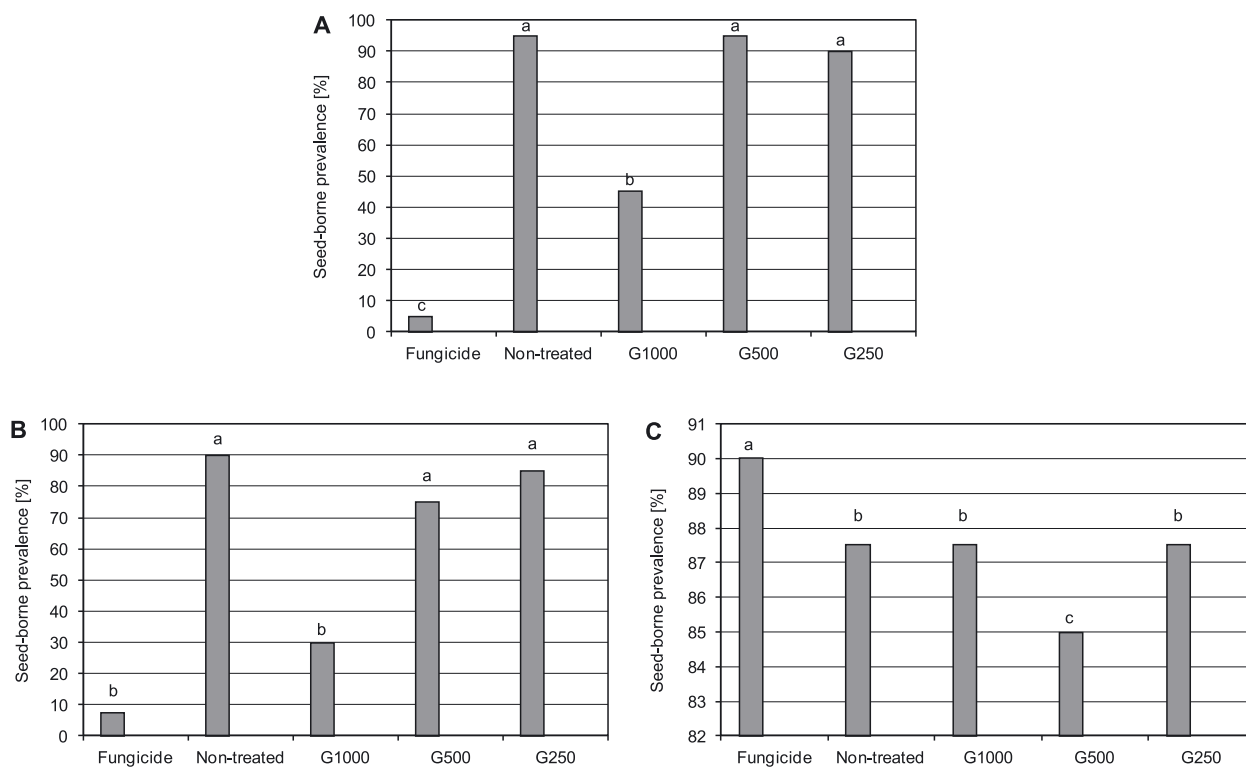 A
Seed-borne prevalence [%]
100
90
80
70
60
50
40
30
20
10
0
c
a
b
a
a
Fungicide Non-treated G1000 G500 G250
B
Seed-borne prevalence [%]
100
90
80
70
60
50
40
30
20
10
0
b
a
b
a
a
Fungicide Non-treated G1000 G500 G250
C
Seed-borne prevalence [%]
91
90
89
88
87
86
85
84
83
82
a
b
b
c
b
Fungicide Non-treated G1000 G500 G250